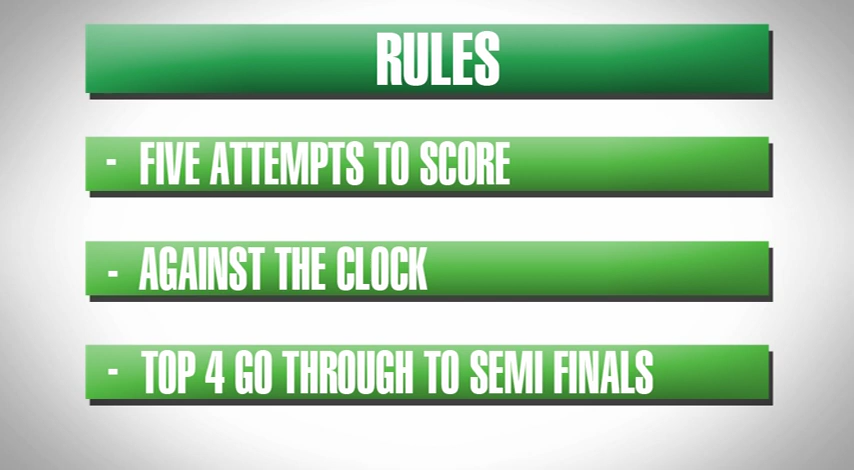 RULES
- FIVE ATTEMPTS TO SCORE
- AGAINST THE CLOCK
- TOP 4 GO THROUGH TO SEMI FINALS